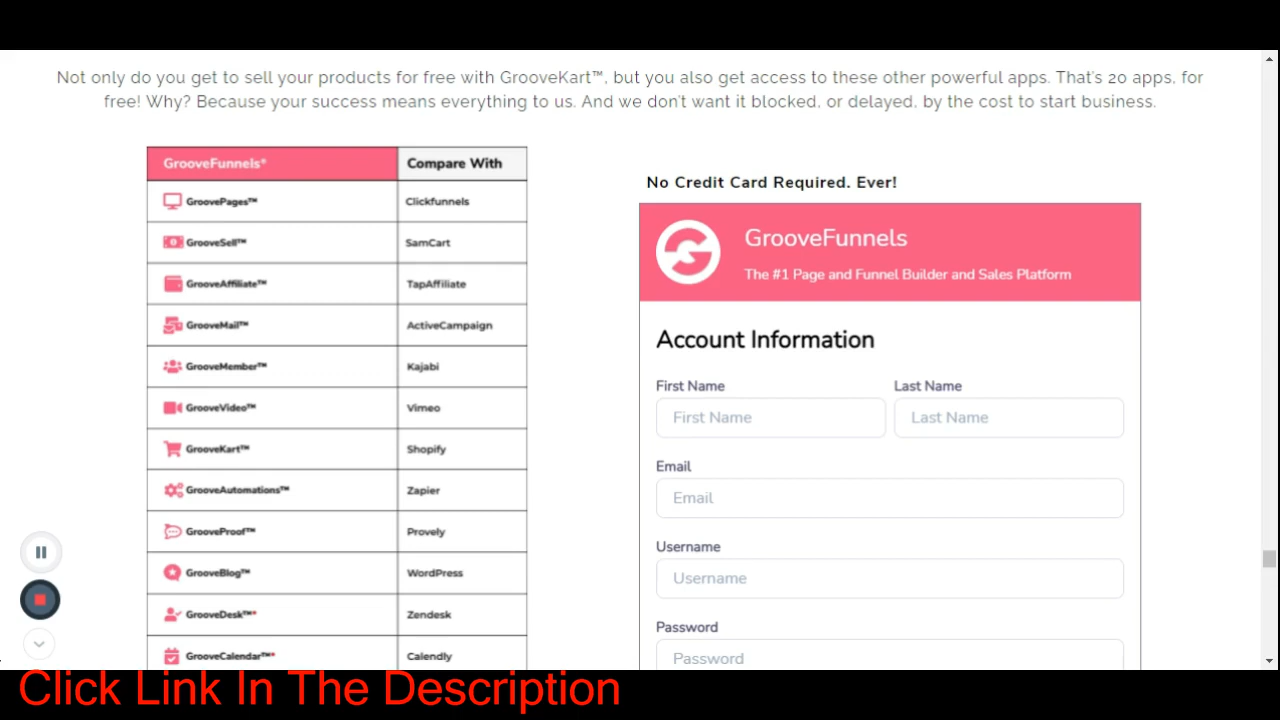 Not only do you get to sell your products for free with GrooveKart™, but you also get access to these other powerful apps. That's 20 apps, for
free! Why? Because your success means everything to us. And we don't want it blocked, or delayed, by the cost to start business.
GrooveFunnels® Compare With
GroovePages™ Clickfunnels
GrooveSell™ SamCart
GrooveAffiliate™ TapAffiliate
GrooveMail™ ActiveCampaign
GrooveMember™ Kajabi
GrooveVideo™ Vimeo
GrooveKart™ Shopify
GrooveAutomations™ Zapier
GrooveProof™ Provely
GrooveBlog™ WordPress
GrooveDesk™* Zendesk
GrooveCalendar™* Calendly
No Credit Card Required. Ever!
GrooveFunnels
The #1 Page and Funnel Builder and Sales Platform
Account Information
First Name Last Name
First Name Last Name
Email
Email
Username
Username
Password
Password
Click Link In The Description